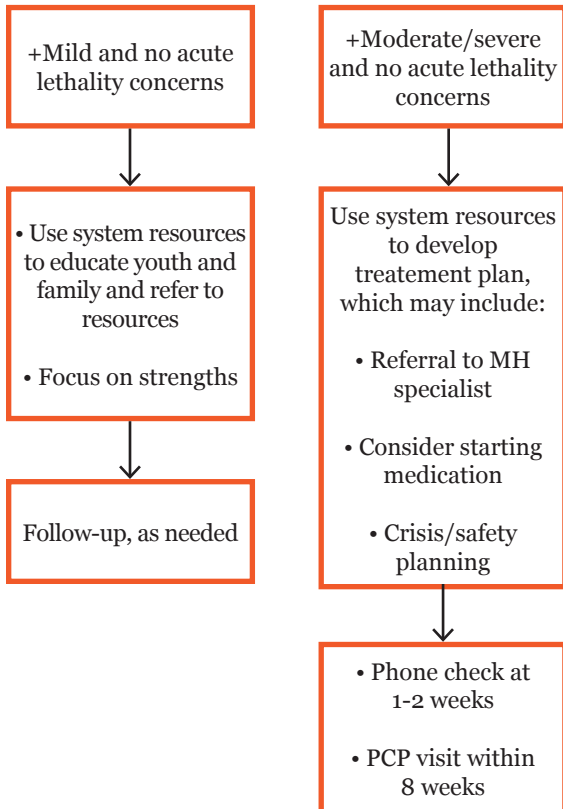 +Mild and no acute
lethality concerns
• Use system resources
to educate youth and
family and refer to
resources
• Focus on strengths
Follow-up, as needed
+Moderate/severe
and no acute lethality
concerns
Use system resources
to develop
treatement plan,
which may include:
• Referral to MH
specialist
• Consider starting
medication
• Crisis/safety
planning
• Phone check at
1-2 weeks
• PCP visit within
8 weeks